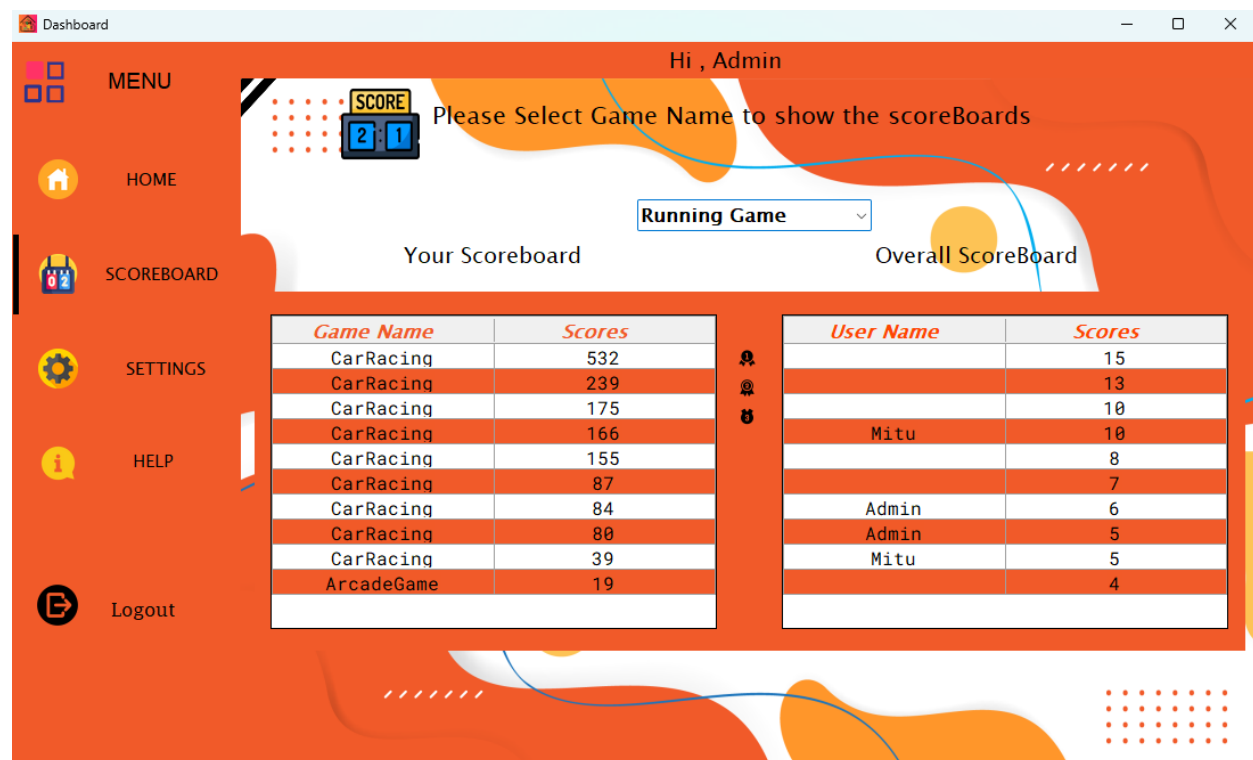 Dashboard
Hi , Admin
MENU
SCORE
2 : 1
Please Select Game Name to show the scoreBoards
HOME
Running Game
Your Scoreboard
Overall ScoreBoard
0 2
SCOREBOARD
SETTINGS
HELP
Logout
Game Name Scores
CarRacing 532
CarRacing 239
CarRacing 175
CarRacing 166
CarRacing 155
CarRacing 87
CarRacing 84
CarRacing 80
CarRacing 39
ArcadeGame 19
1
2
3
User Name Scores
15
13
10
Mitu 10
8
7
Admin 6
Admin 5
Mitu 5
4